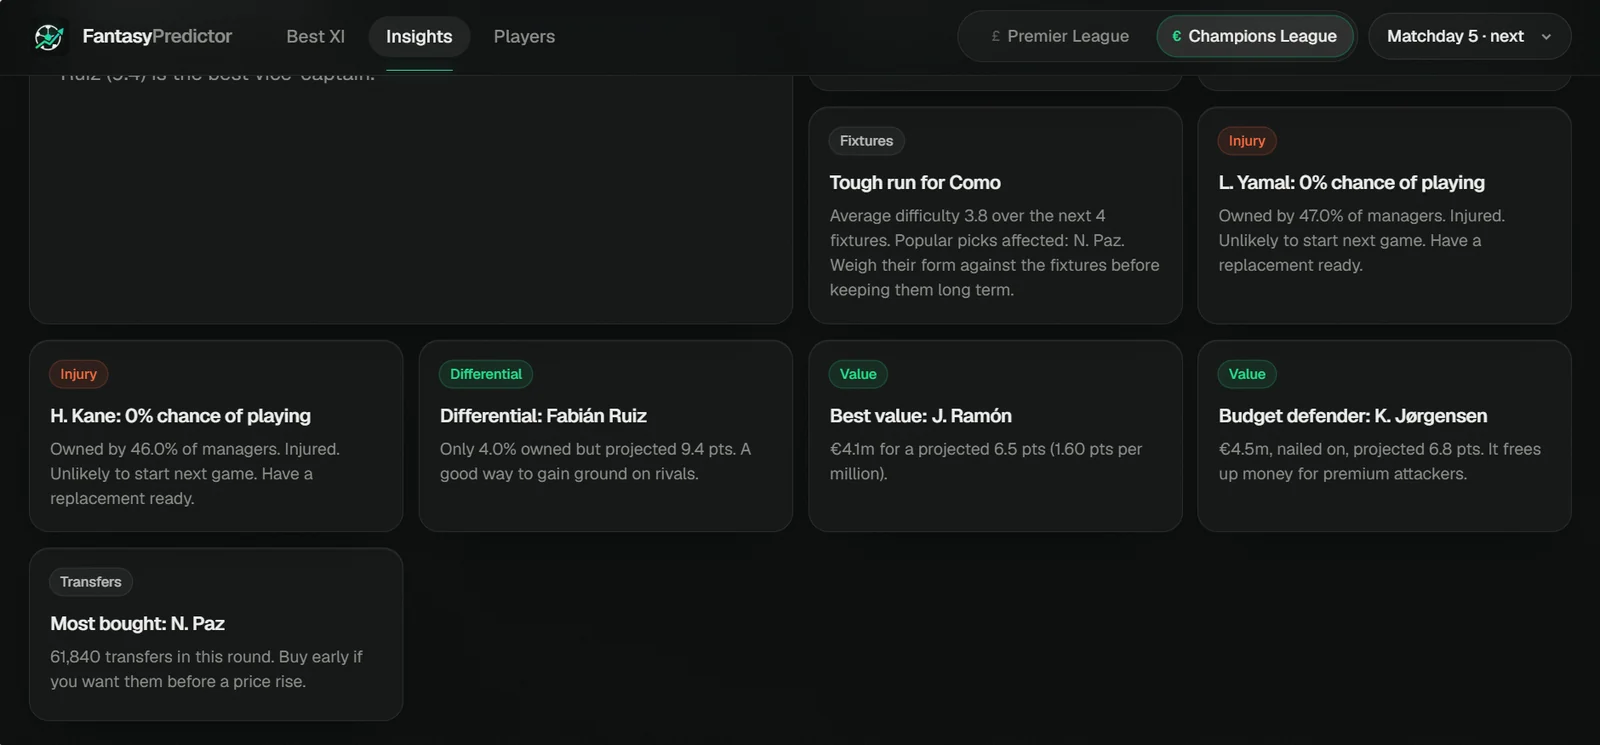 FantasyPredictor
Best XI
Insights
Players
£ Premier League
€ Champions League
Matchday 5 · next
Ruiz (9.4) is the best vice-captain.
Fixtures
Tough run for Como
Average difficulty 3.8 over the next 4
fixtures. Popular picks affected: N. Paz.
Weigh their form against the fixtures before
keeping them long term.
Injury
L. Yamal: 0% chance of playing
Owned by 47.0% of managers. Injured.
Unlikely to start next game. Have a
replacement ready.
Injury
H. Kane: 0% chance of playing
Owned by 46.0% of managers. Injured.
Unlikely to start next game. Have a
replacement ready.
Differential
Differential: Fabián Ruiz
Only 4.0% owned but projected 9.4 pts. A
good way to gain ground on rivals.
Value
Best value: J. Ramón
€4.1m for a projected 6.5 pts (1.60 pts per
million).
Value
Budget defender: K. Jørgensen
€4.5m, nailed on, projected 6.8 pts. It frees
up money for premium attackers.
Transfers
Most bought: N. Paz
61,840 transfers in this round. Buy early if
you want them before a price rise.